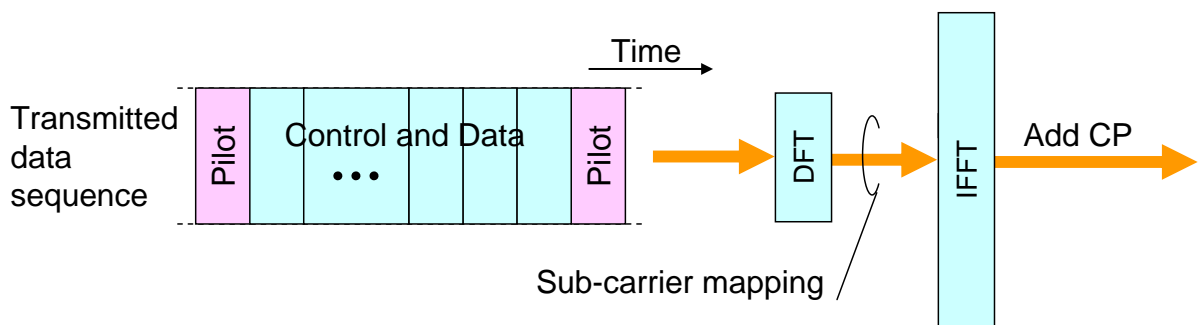 Time
Transmitted
data
sequence
Pilot
Control and Data
...
Pilot
DFT
IFFT
Add CP
Sub-carrier mapping